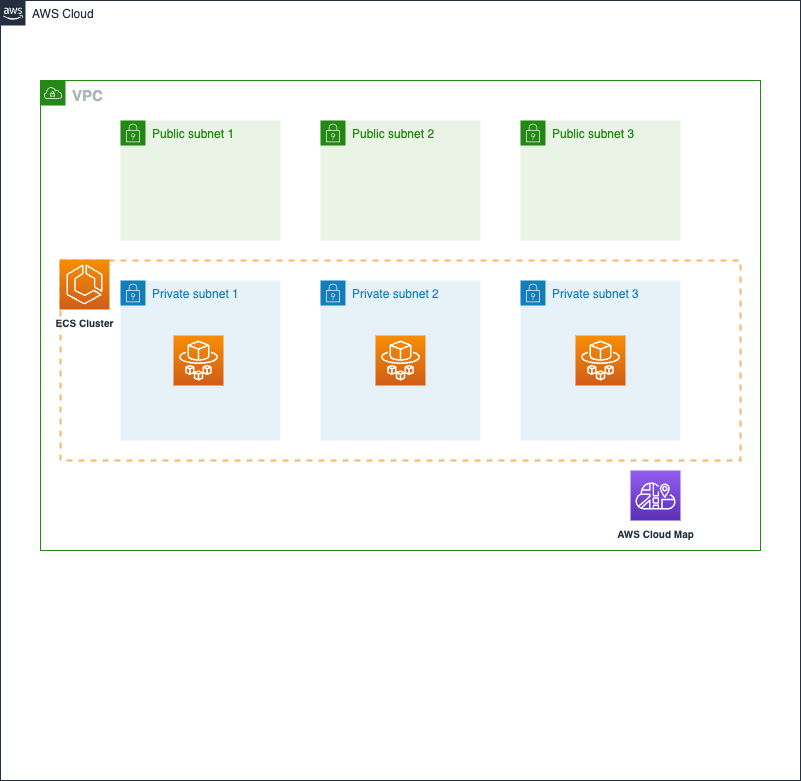 aws
AWS Cloud
VPC
Public subnet 1
Public subnet 2
Public subnet 3
ECS Cluster
Private subnet 1
Private subnet 2
Private subnet 3
AWS Cloud Map